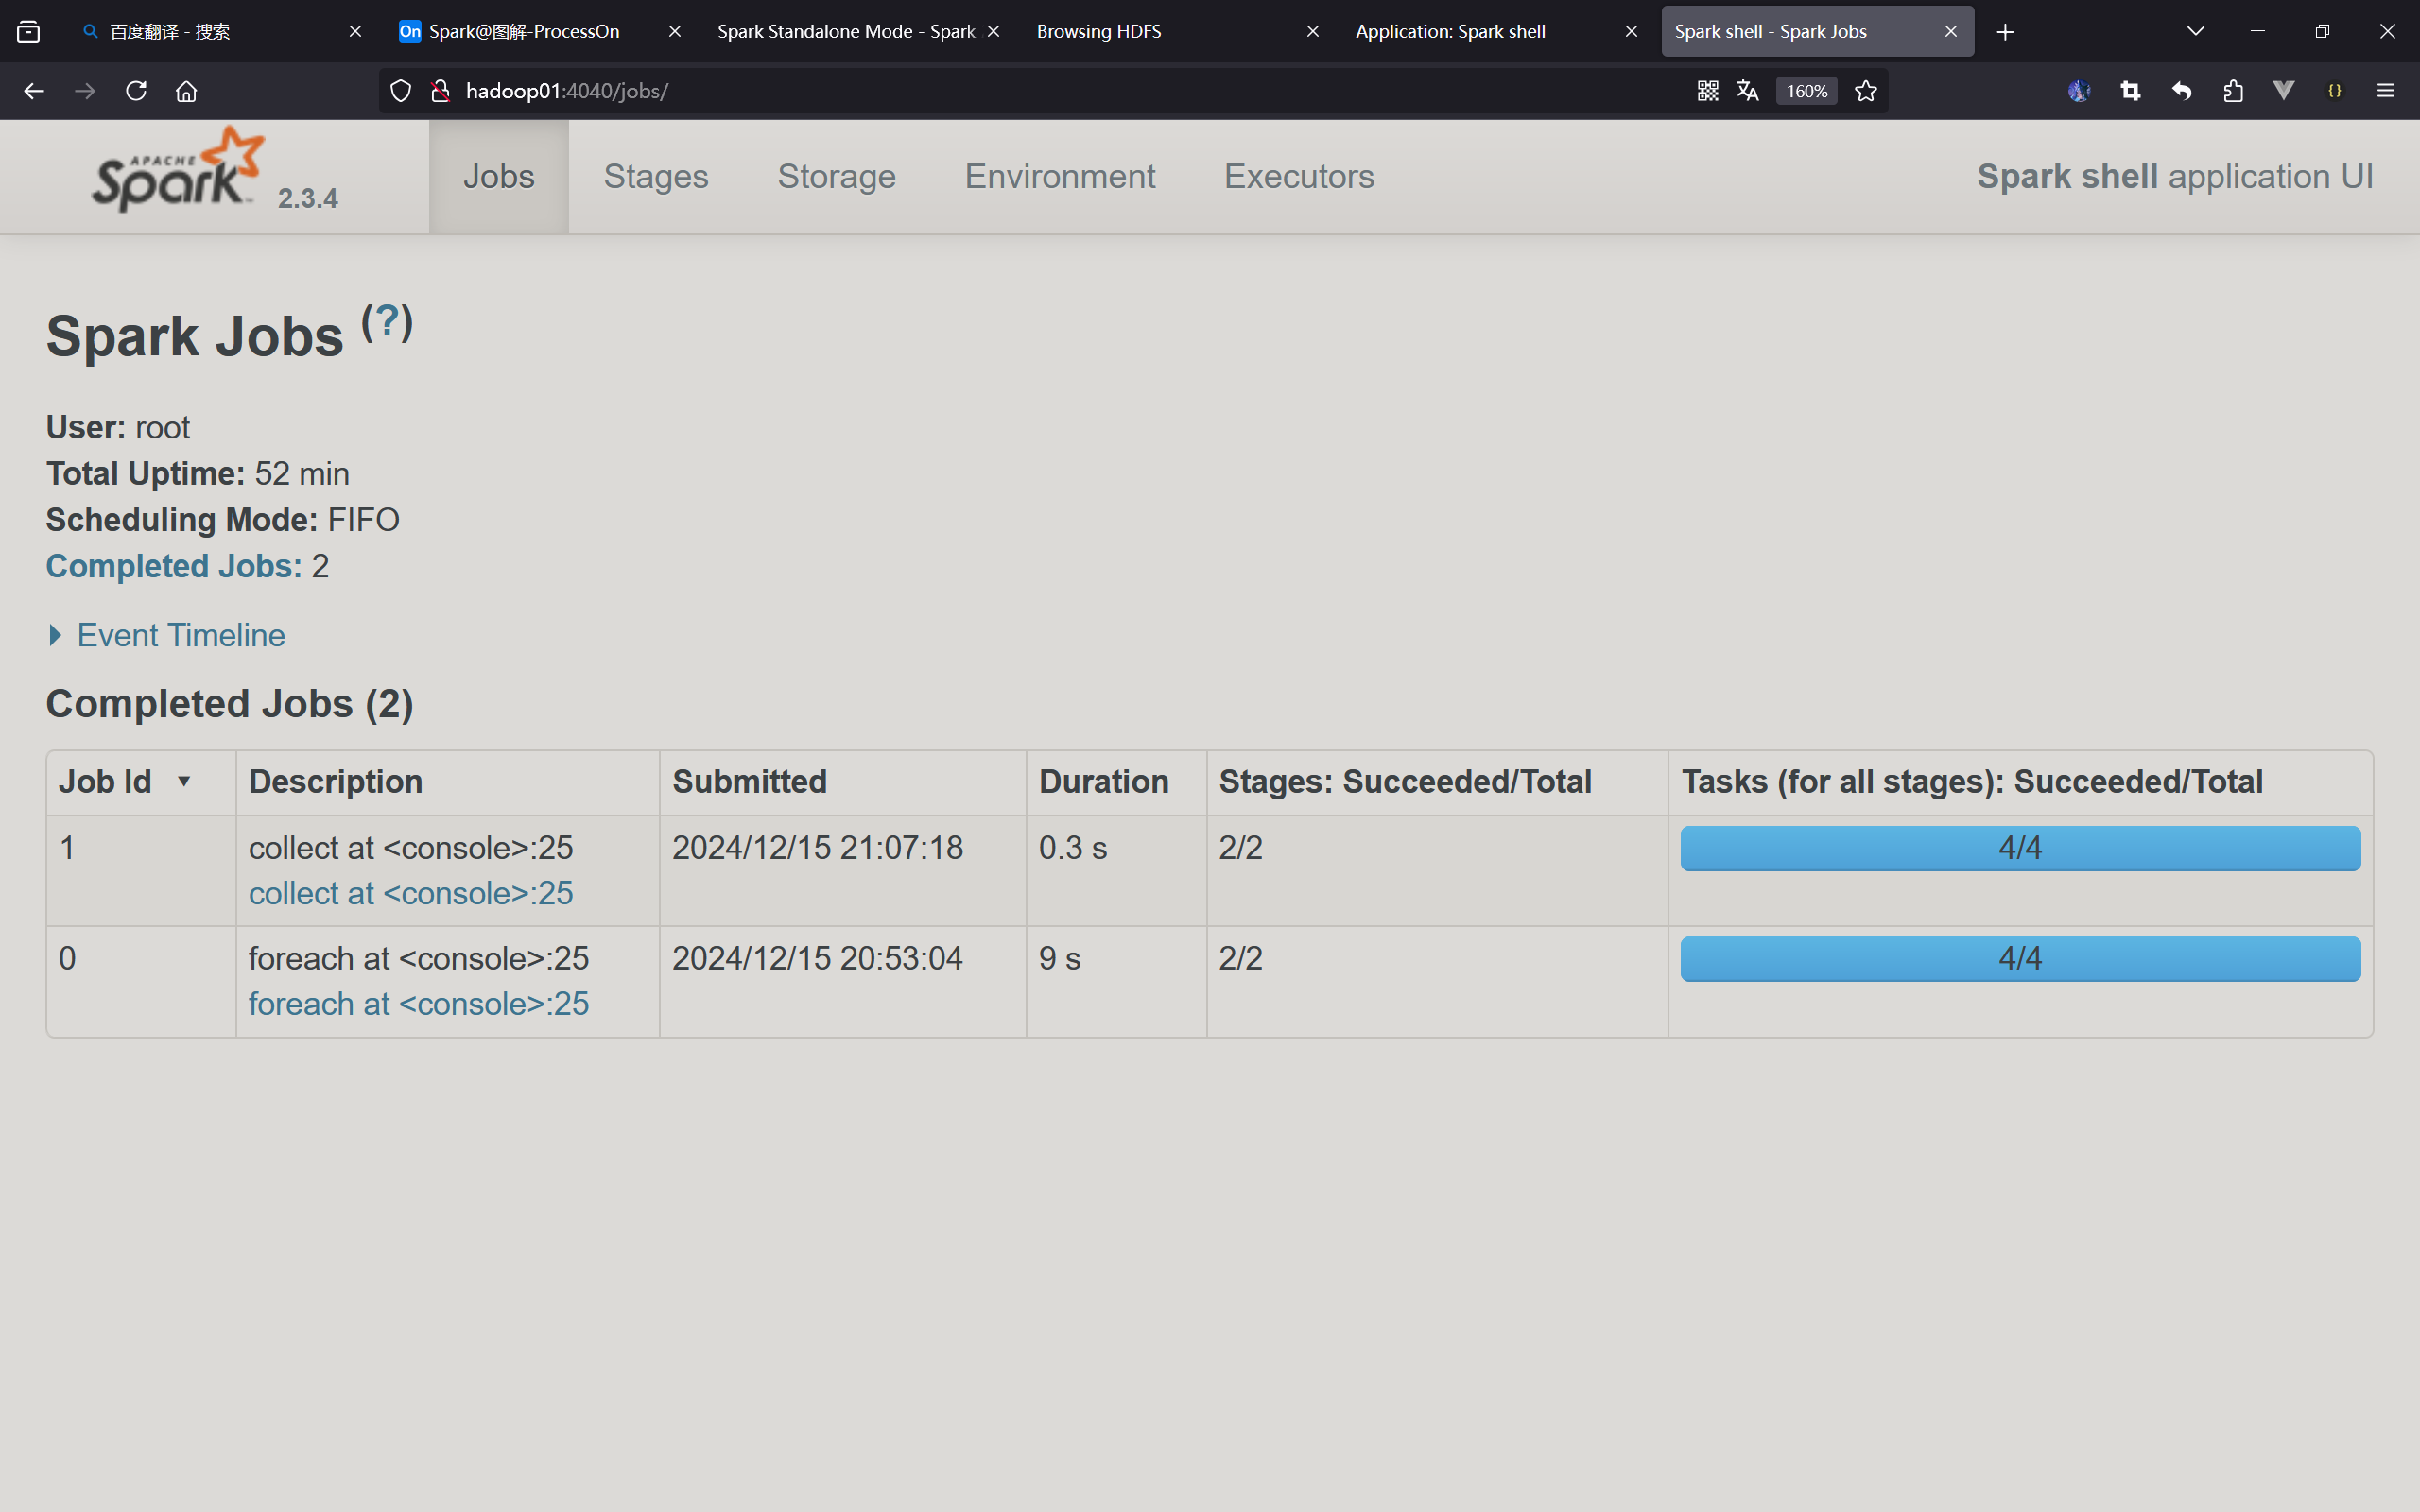 百度翻译 - 搜索
On Spark@图解-ProcessOn
Spark Standalone Mode - Spark
Browsing HDFS
Application: Spark shell
Spark shell - Spark Jobs
hadoop01:4040/jobs/
160%
APACHE
Spark 2.3.4
Jobs
Stages
Storage
Environment
Executors
Spark shell application UI
Spark Jobs (?)
User: root
Total Uptime: 52 min
Scheduling Mode: FIFO
Completed Jobs: 2
Event Timeline
Completed Jobs (2)
Job Id ▼ Description Submitted Duration Stages: Succeeded/Total Tasks (for all stages): Succeeded/Total
1 collect at <console>:25 2024/12/15 21:07:18 0.3 s 2/2 4/4
collect at <console>:25
0 foreach at <console>:25 2024/12/15 20:53:04 9 s 2/2 4/4
foreach at <console>:25